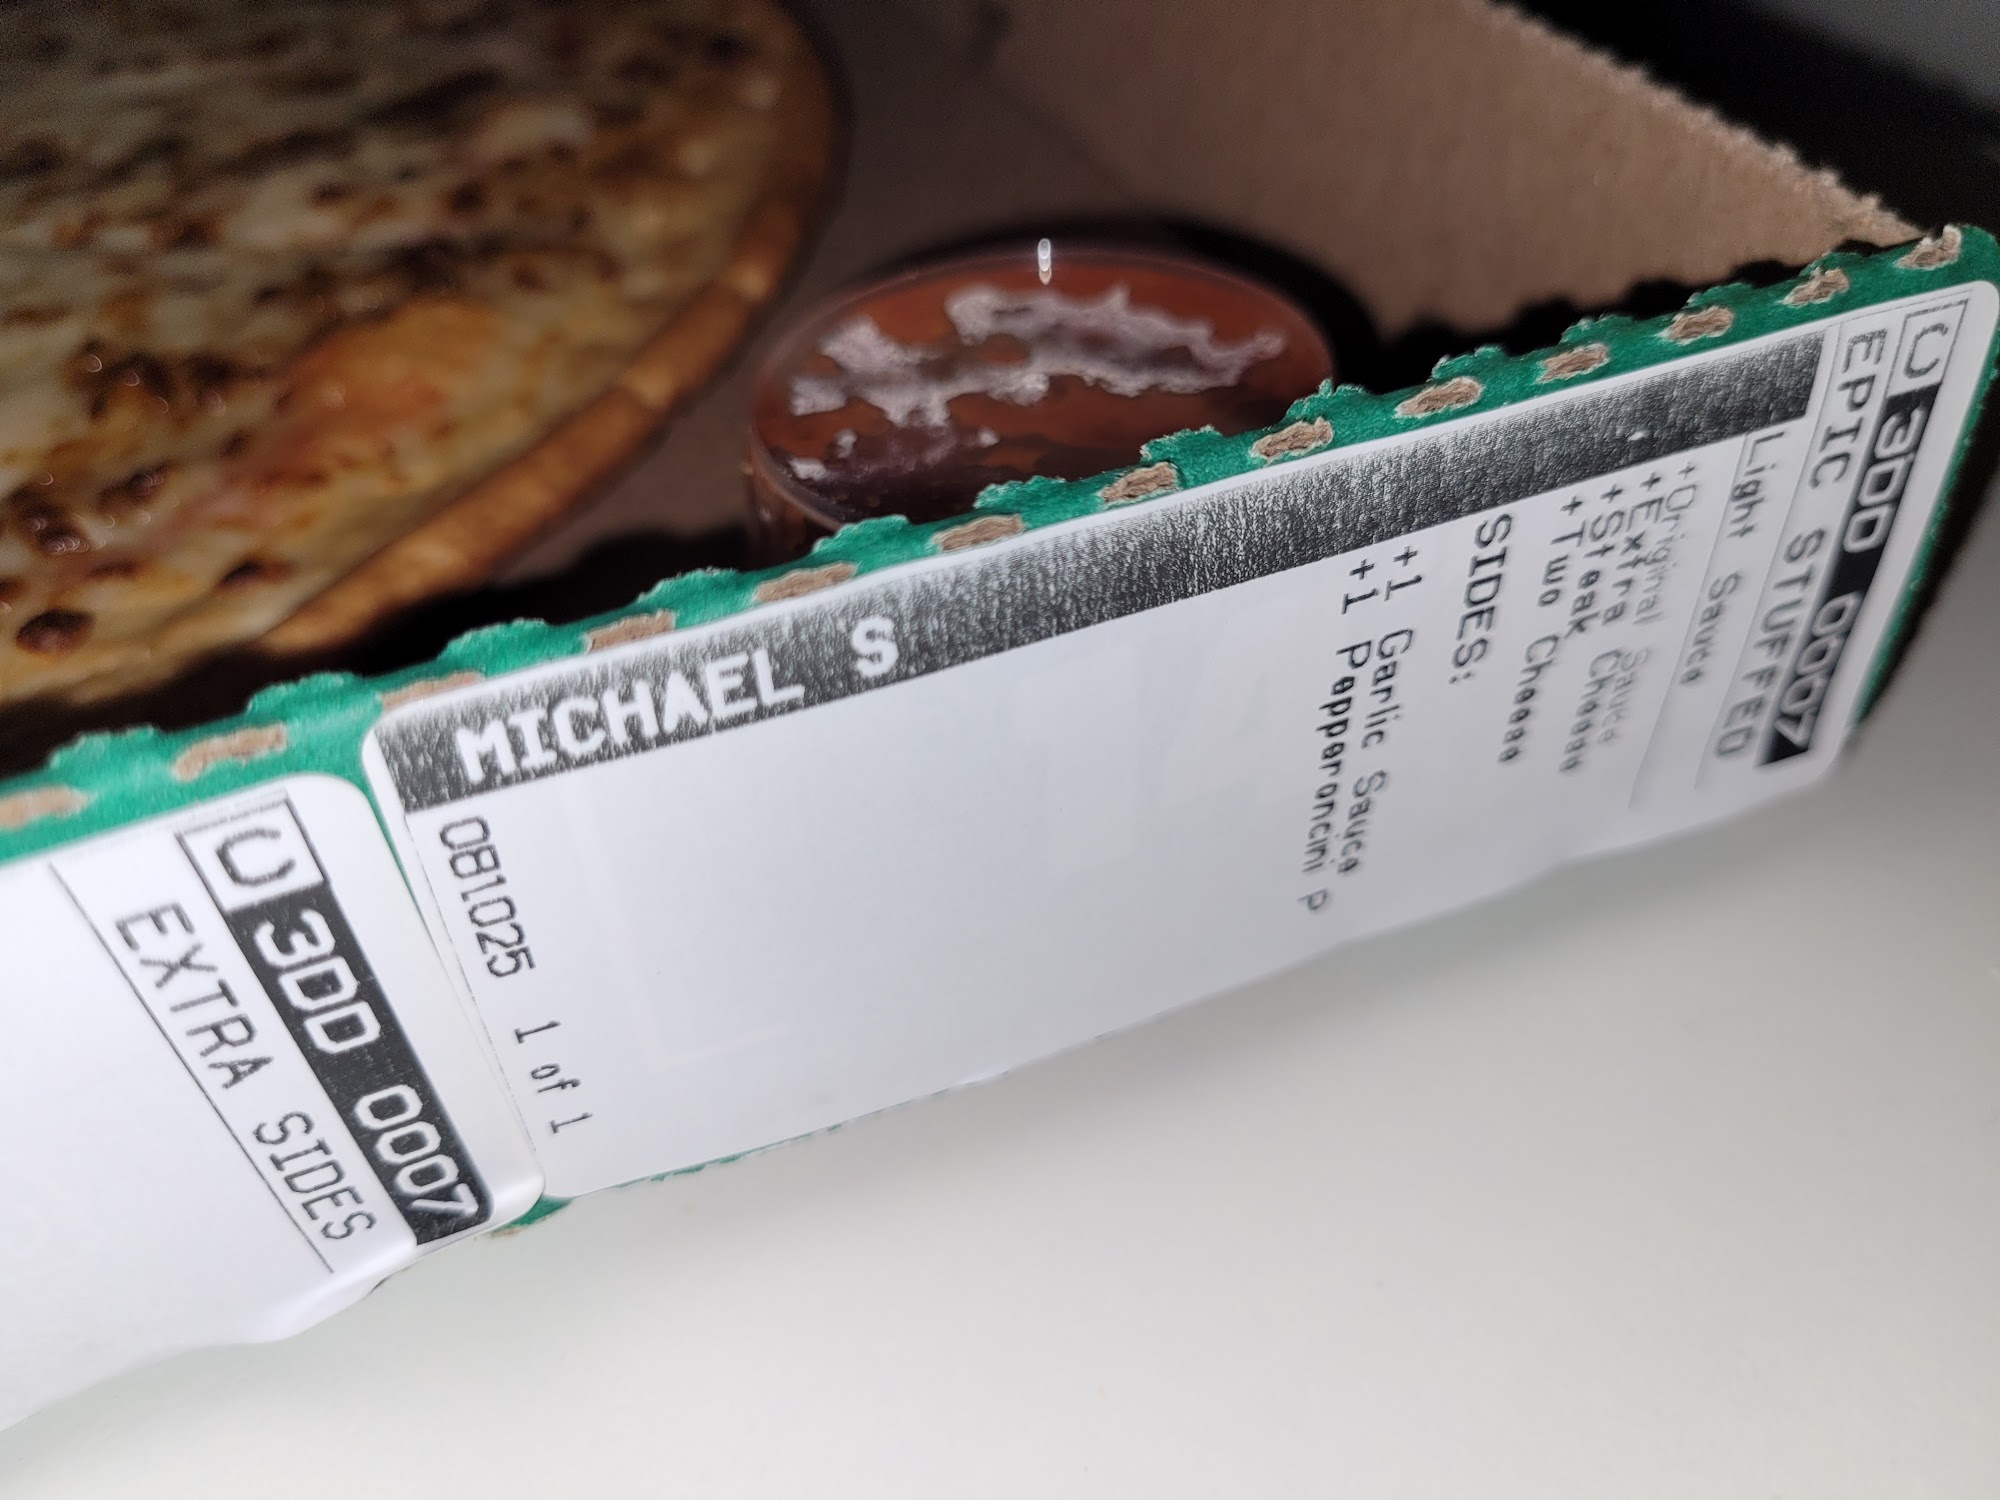 C 3DD 0007
EPIC STUFFED
Light Sauce
+Original Sauce
+Extra Cheese
+Steak
+Two Cheese
SIDES:
+1 Garlic Sauce
+1 Pepperoncini P
MICHAEL S
081025 1 of 1
C 3DD 0007
EXTRA SIDES